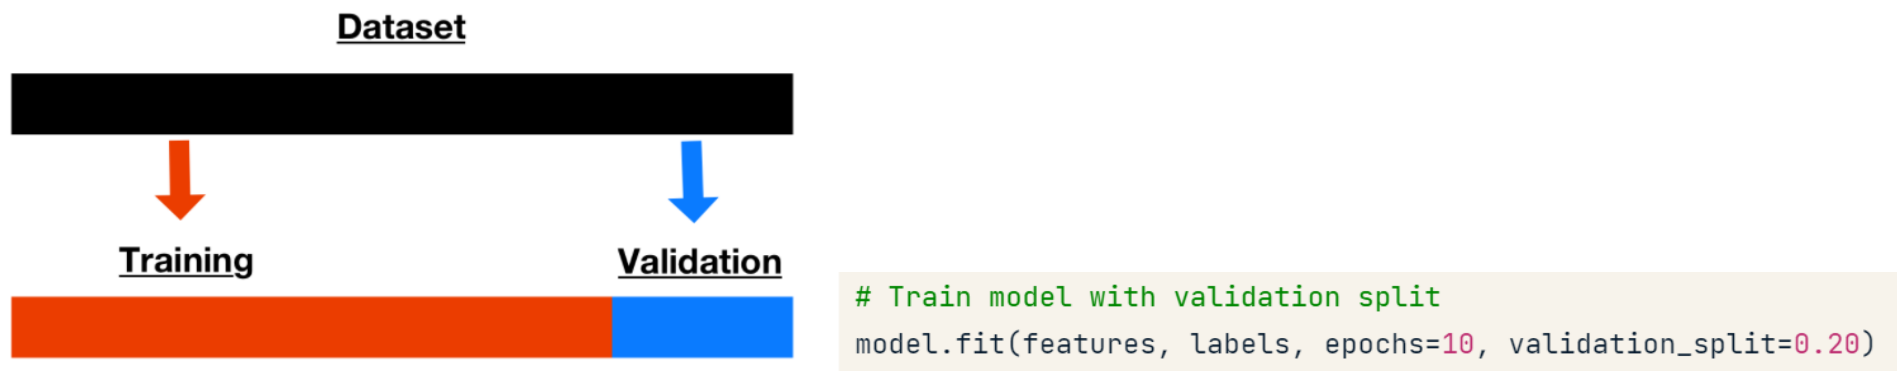 Dataset
Training
Validation
# Train model with validation split
model.fit(features, labels, epochs=10, validation_split=0.20)